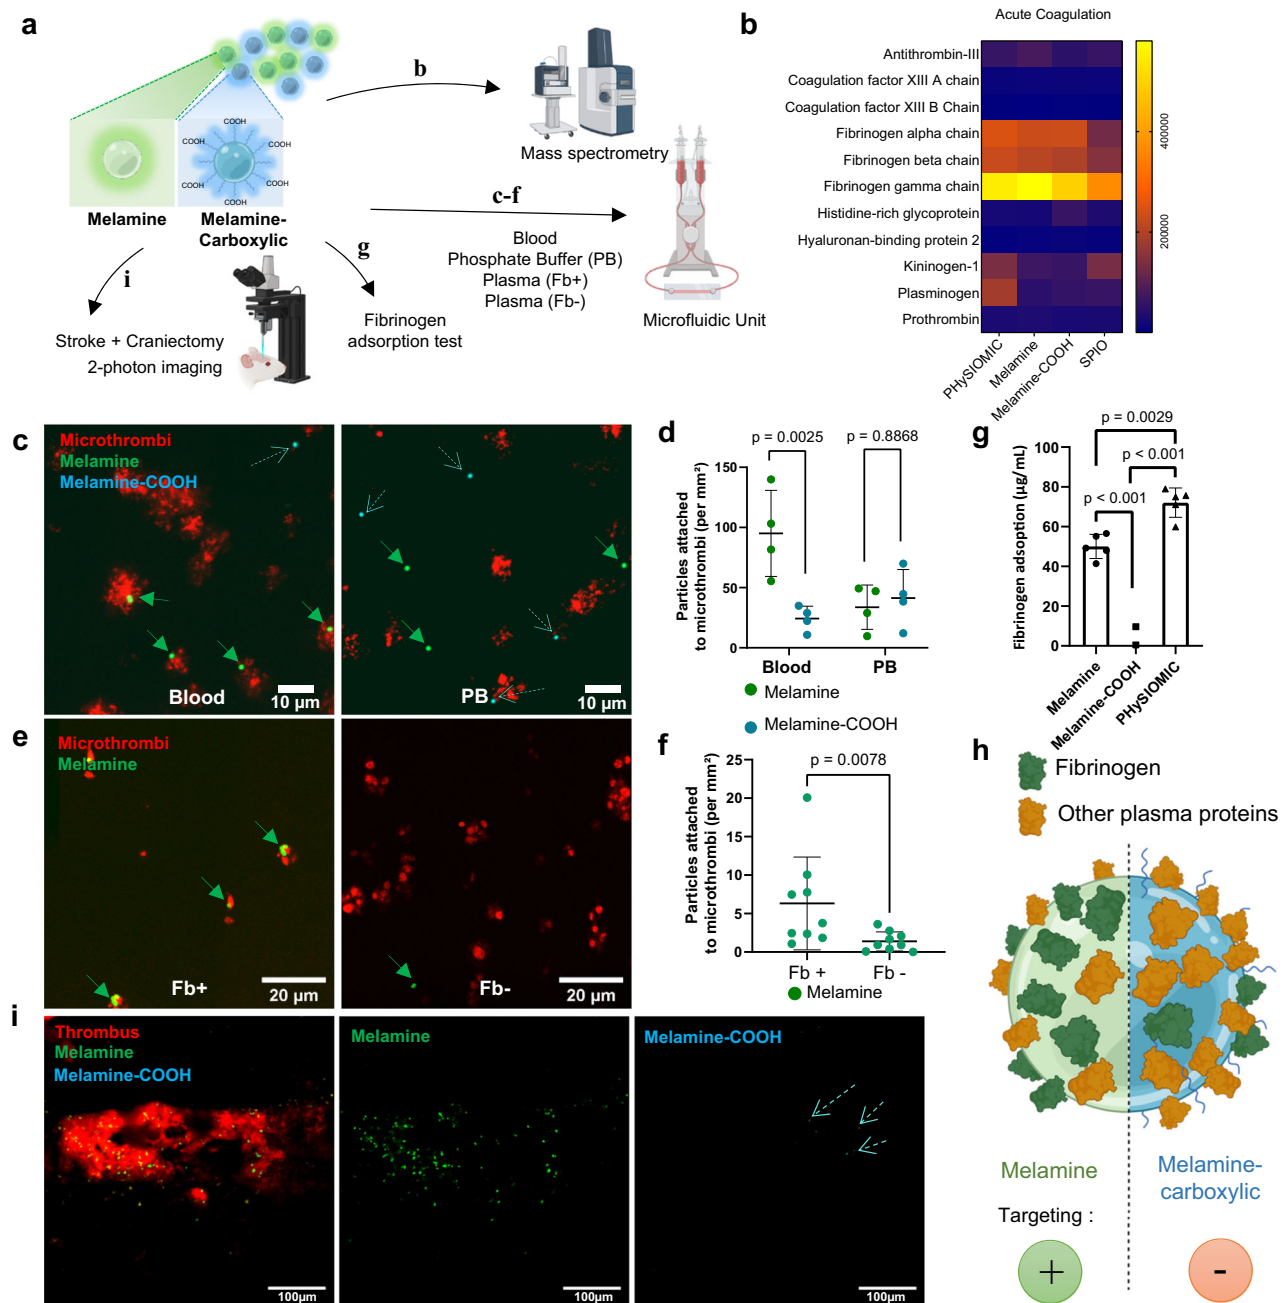 a
COOH
COOH
COOH
COOH
COOH
COOH
Melamine
Melamine-
Carboxylic
b
Mass spectrometry
c-f
Blood
Phosphate Buffer (PB)
Plasma (Fb+)
Plasma (Fb-)
Microfluidic Unit
g
Fibrinogen
adsorption test
i
Stroke + Craniectomy
2-photon imaging
b
Acute Coagulation
Antithrombin-III
Coagulation factor XIII A chain
Coagulation factor XIII B Chain
Fibrinogen alpha chain
Fibrinogen beta chain
Fibrinogen gamma chain
Histidine-rich glycoprotein
Hyaluronan-binding protein 2
Kininogen-1
Plasminogen
Prothrombin
PHySIOMIC
Melamine
Melamine-COOH
SPIO
400000
200000
c
Microthrombi
Melamine
Melamine-COOH
Blood
10 µm
PB
10 µm
d
p = 0.0025
p = 0.8868
Particles attached
to microthrombi (per mm²)
150
100
50
0
Blood
PB
Melamine
Melamine-COOH
g
p = 0.0029
p < 0.001
p < 0.001
Fibrinogen adsoption (µg/mL)
100
80
60
40
20
0
Melamine
Melamine-COOH
PHYSIOMIC
e
Microthrombi
Melamine
Fb+
20 µm
Fb-
20 µm
f
p = 0.0078
Particles attached
to microthrombi (per mm²)
25
20
15
10
5
0
Fb +
Fb -
Melamine
h
Fibrinogen
Other plasma proteins
Melamine
Melamine-
carboxylic
Targeting :
+
-
i
Thrombus
Melamine
Melamine-COOH
100µm
Melamine
100µm
Melamine-COOH
100µm